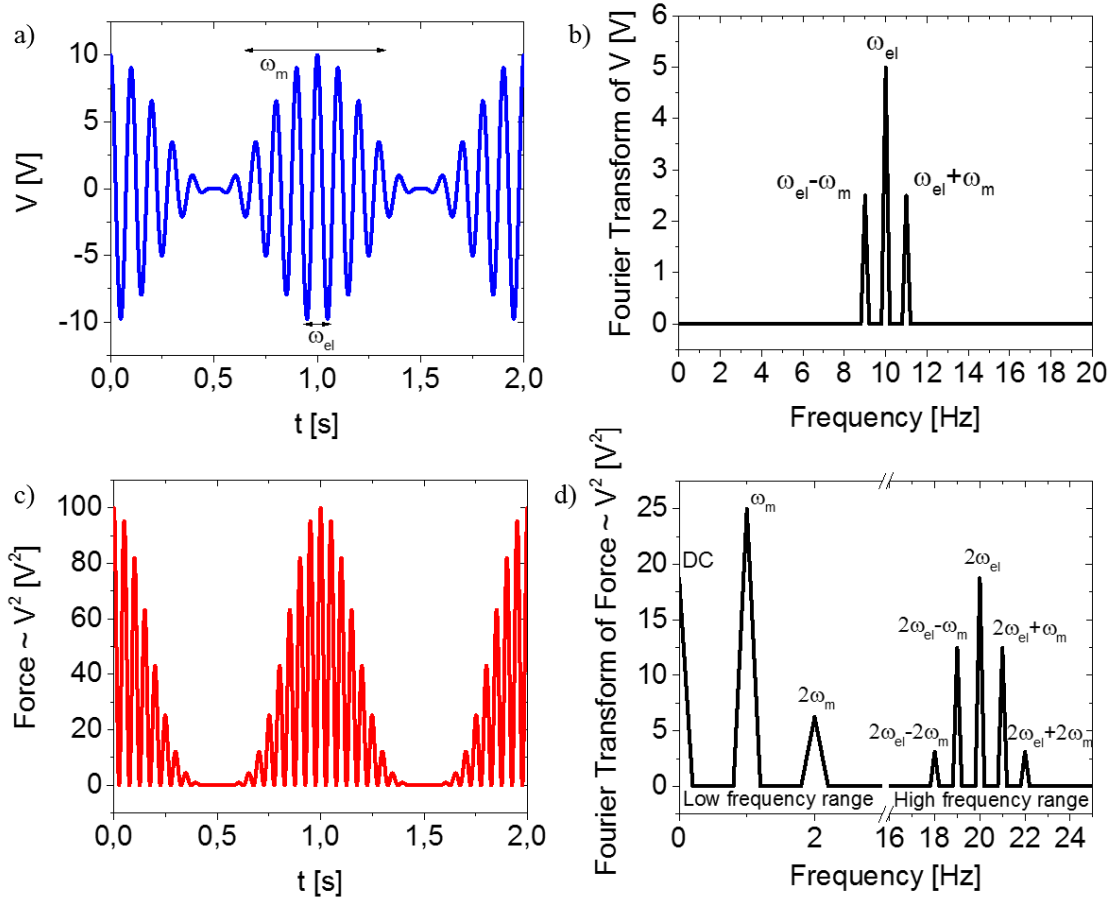 a)
10
5
0
-5
-10
V [V]
ωm
ωel
0,0
0,5
1,0
1,5
2,0
t [s]
b)
6
5
4
3
2
1
0
Fourier Transform of V [V]
ωel
ωel-ωm
ωel+ωm
0
2
4
6
8
10
12
14
16
18
20
Frequency [Hz]
c)
100
80
60
40
20
0
Force ~ V² [V²]
0,0
0,5
1,0
1,5
2,0
t [s]
d)
25
20
15
10
5
0
Fourier Transform of Force ~ V² [V²]
DC
ωm
2ωm
2ωel
2ωel-ωm
2ωel+ωm
2ωel-2ωm
2ωel+2ωm
Low frequency range
High frequency range
0
2
16
18
20
22
24
Frequency [Hz]